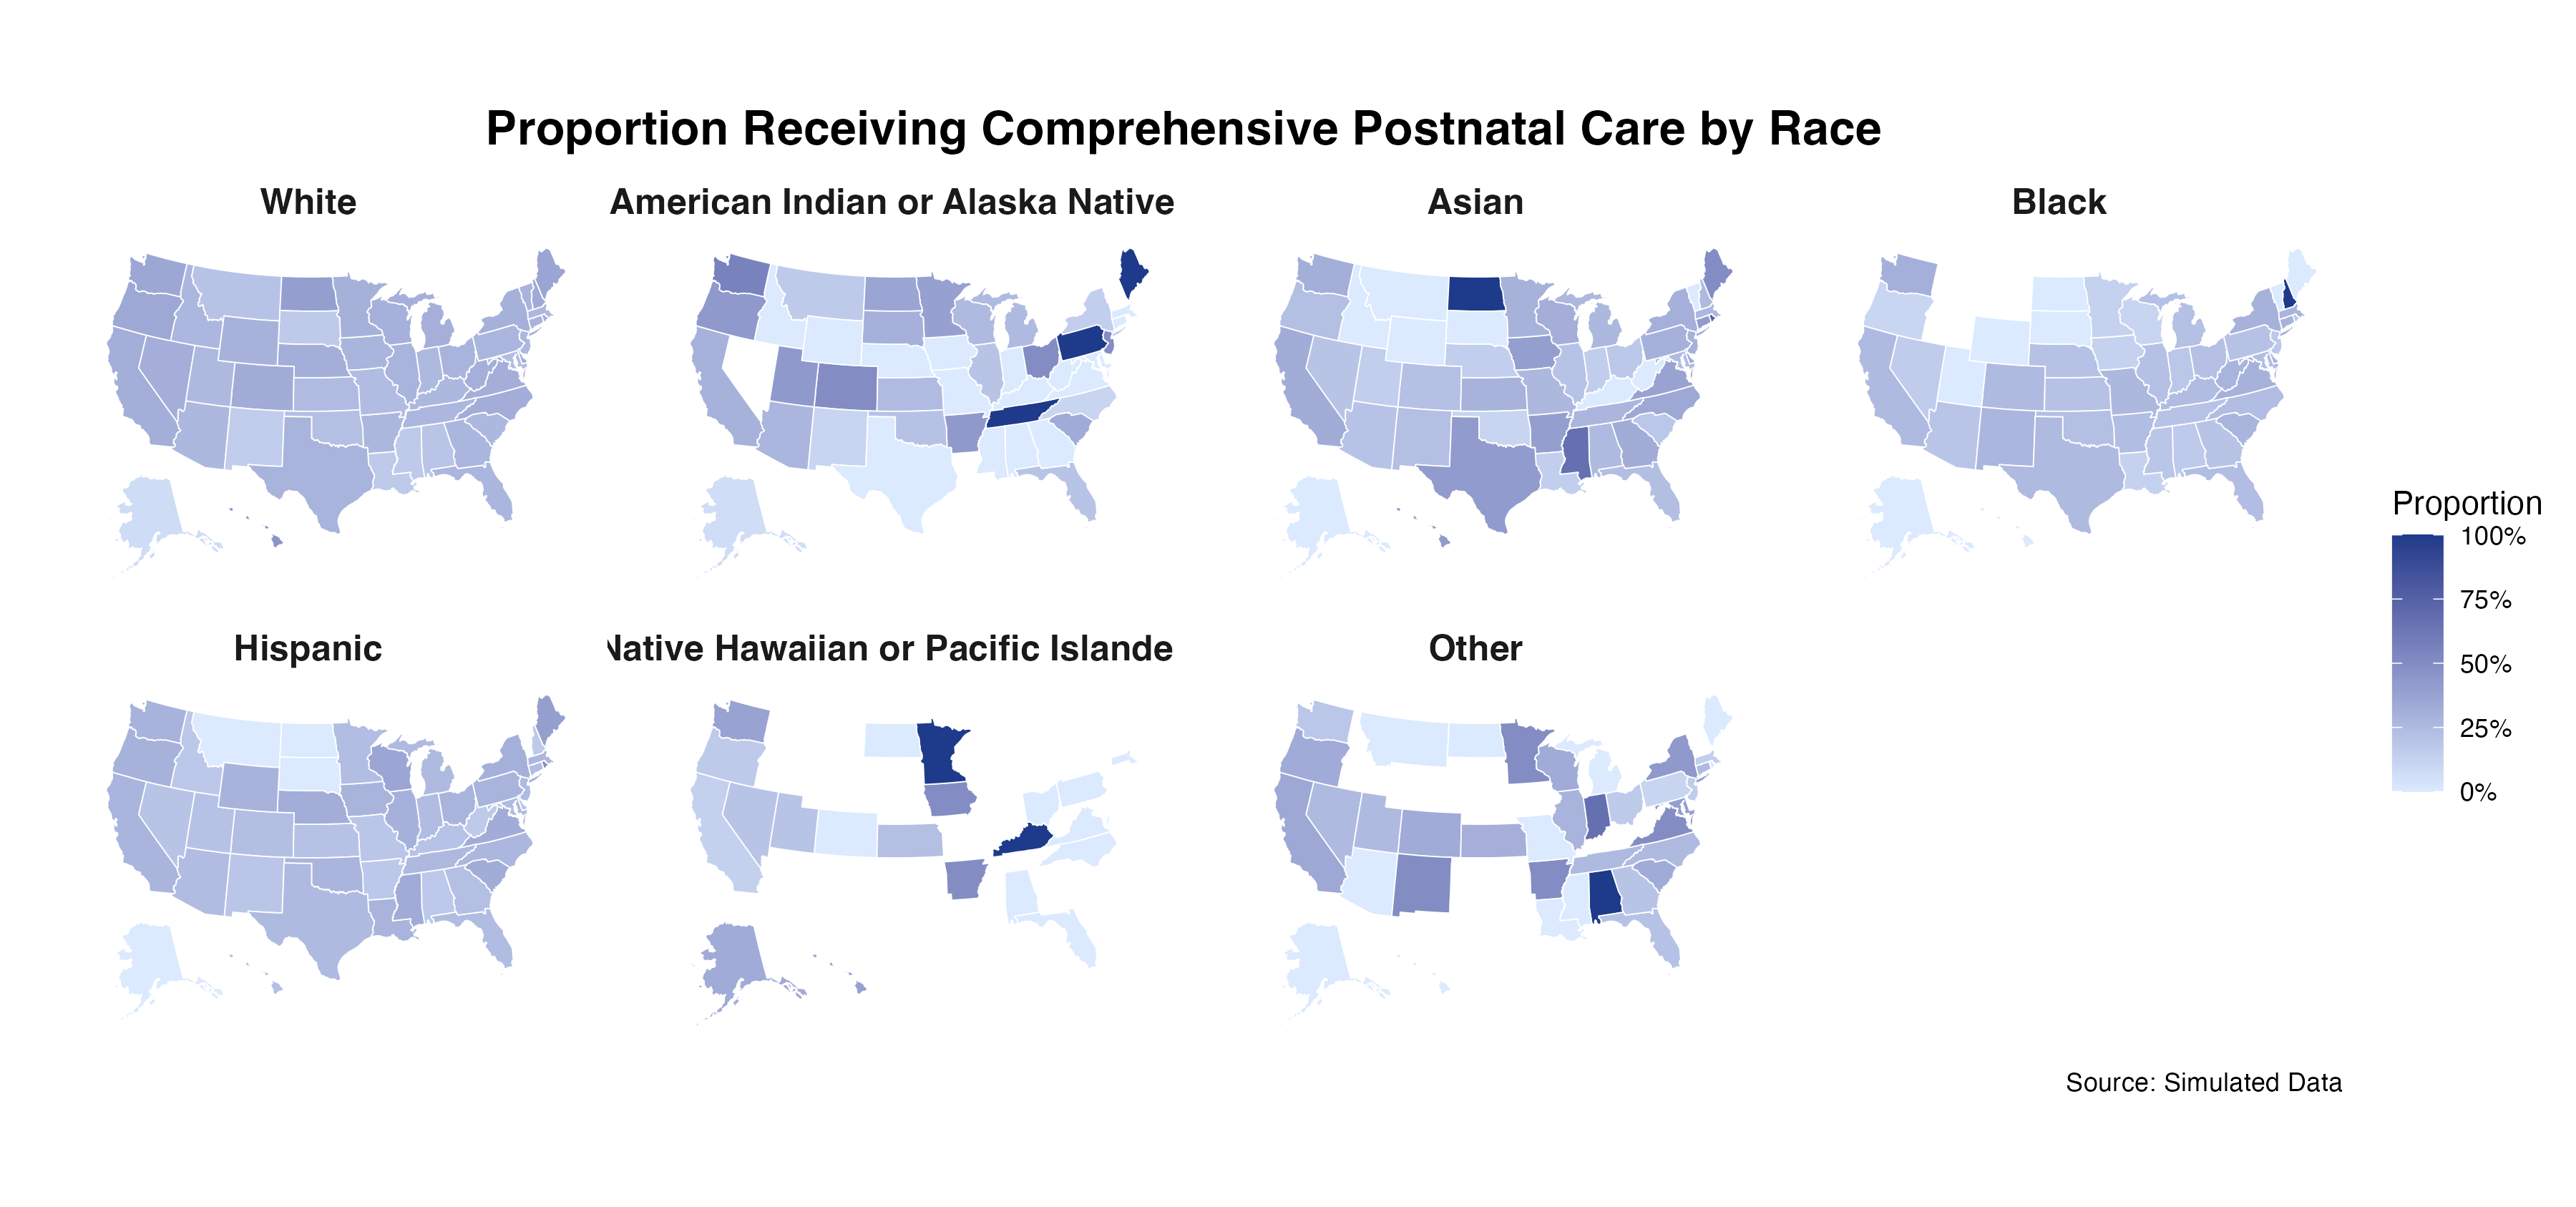 Proportion Receiving Comprehensive Postnatal Care by Race
White
American Indian or Alaska Native
Asian
Black
Hispanic
Native Hawaiian or Pacific Islande
Other
Proportion
100%
75%
50%
25%
0%
Source: Simulated Data